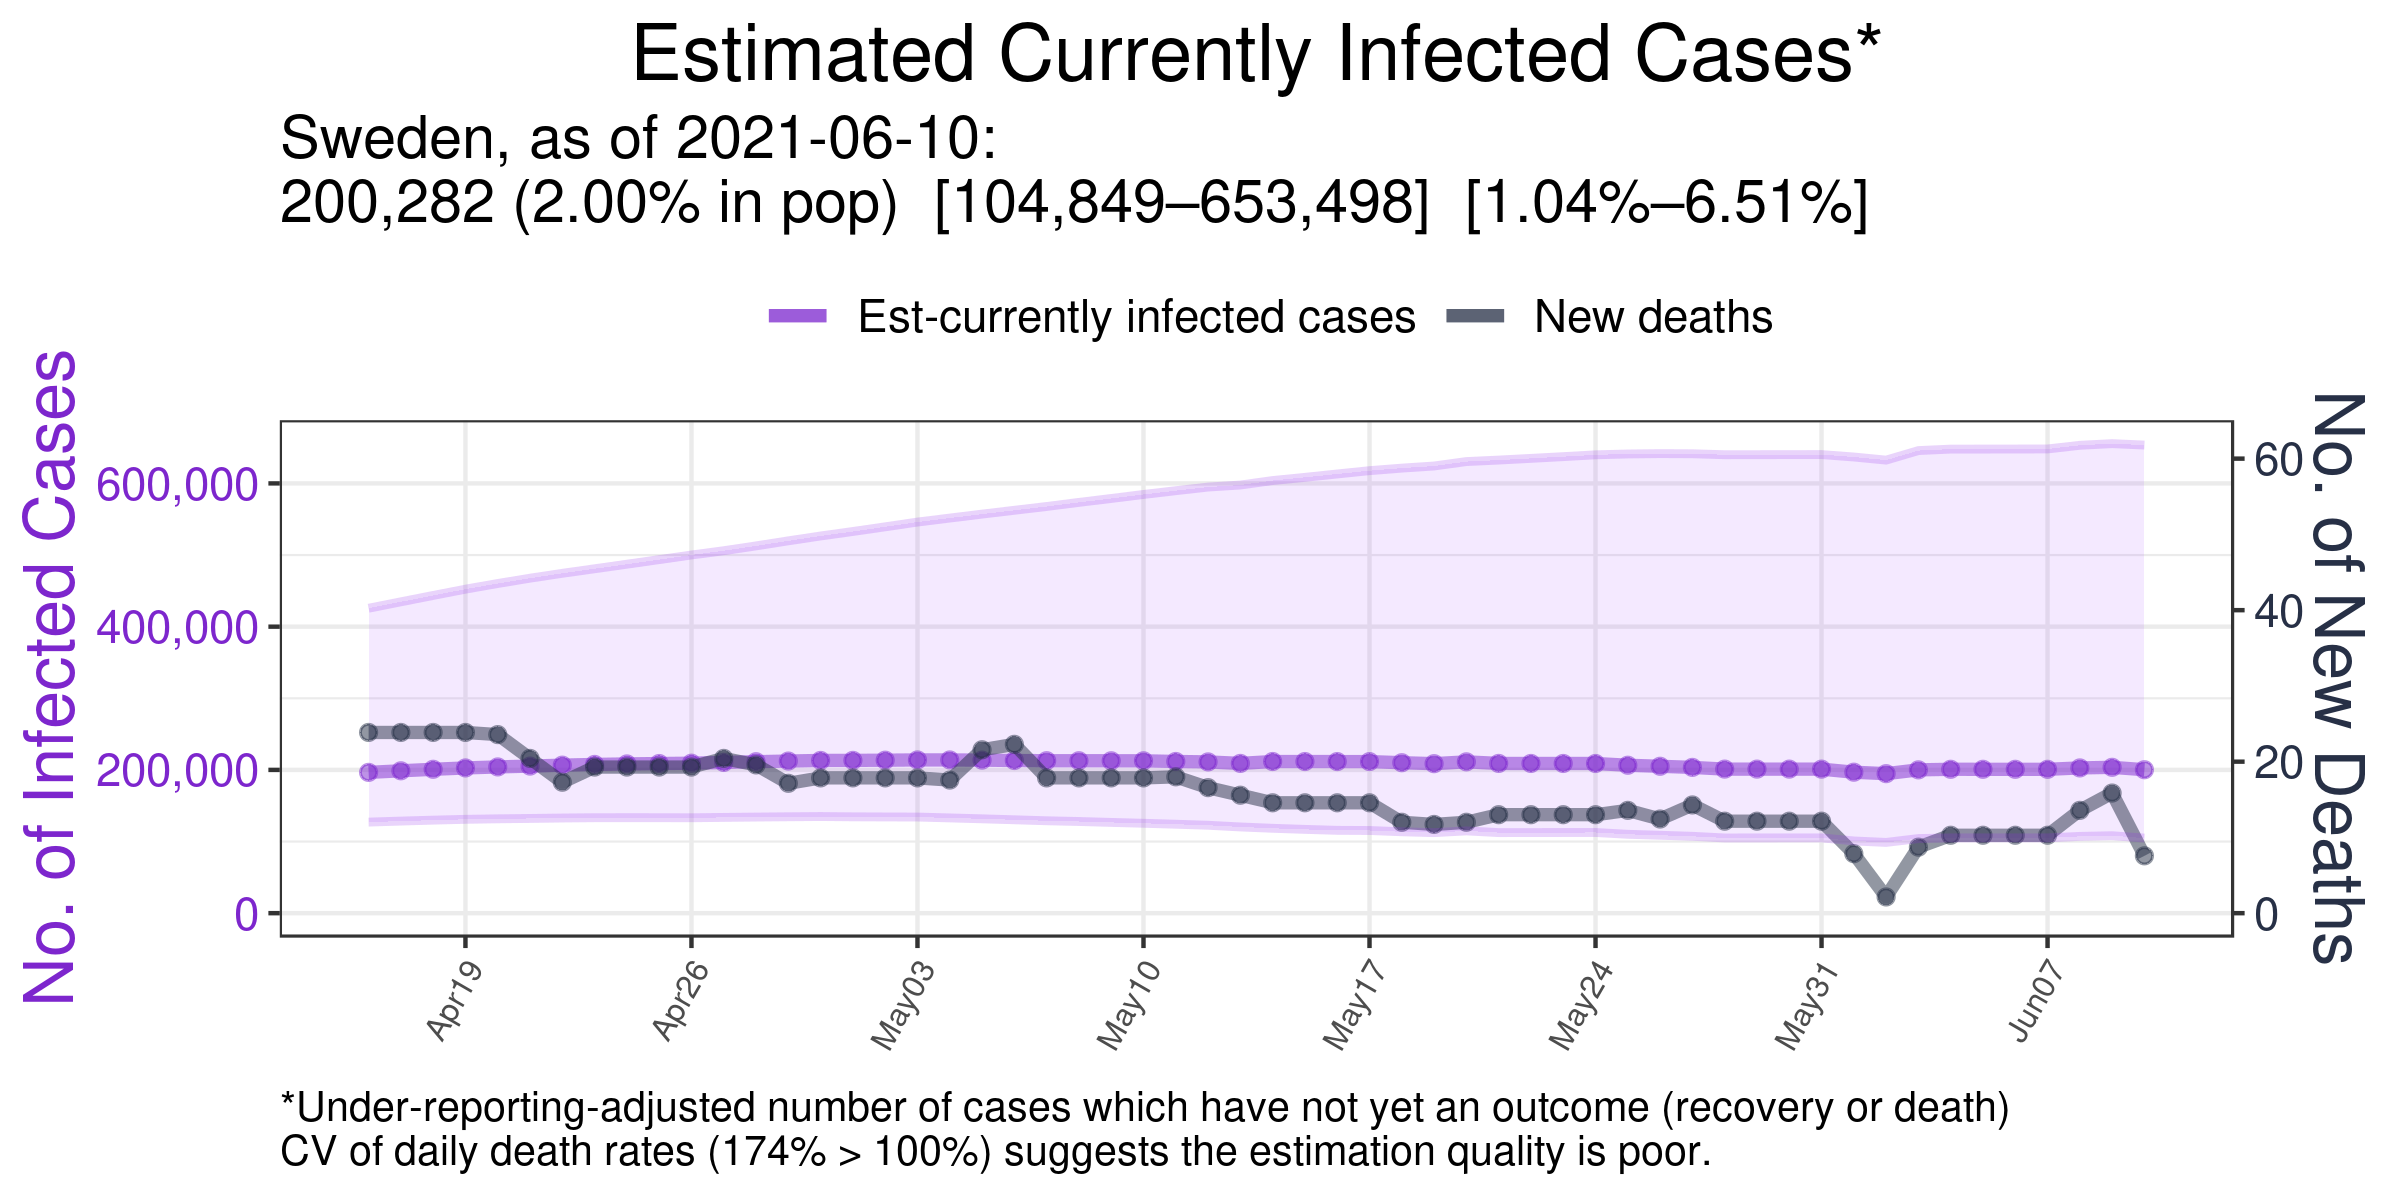 Estimated Currently Infected Cases*
Sweden, as of 2021-06-10:
200,282 (2.00% in pop)  [104,849–653,498]  [1.04%–6.51%]
Est-currently infected cases
New deaths
No. of Infected Cases
600,000
400,000
200,000
0
60
40
20
0
No. of New Deaths
Apr19
Apr26
May03
May10
May17
May24
May31
Jun07
*Under-reporting-adjusted number of cases which have not yet an outcome (recovery or death)
CV of daily death rates (174% > 100%) suggests the estimation quality is poor.